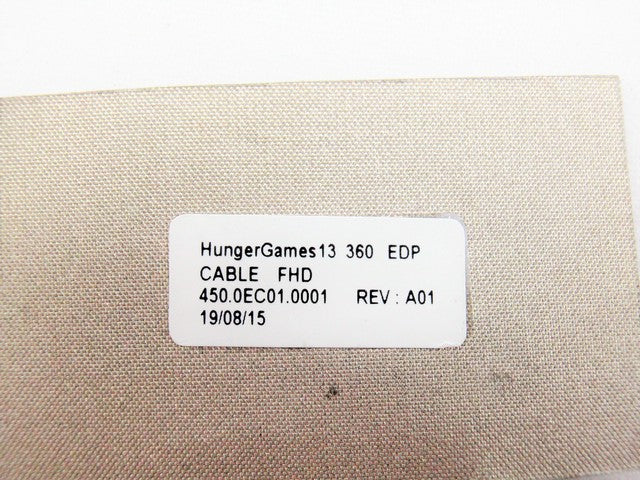 HungerGames13 360 EDP
CABLE FHD
450.0EC01.0001 REV : A01
19/08/15